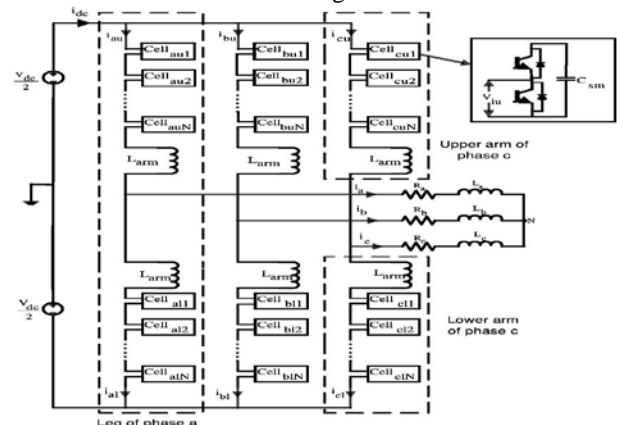 i_dc
i_au i_bu i_cu
Cell_au1 Cell_bu1 Cell_cu1
Cell_au2 Cell_bu2 Cell_cu2
V_dc/2
V_iu C_sm
Cell_auN Cell_buN Cell_cuN
Upper arm of
phase c
L_arm L_arm L_arm
i_a R_a L_a
i_b R_b L_b N
i_c R_c L_c
L_arm L_arm L_arm
Cell_al1 Cell_bl1 Cell_cl1
V_dc/2
Cell_al2 Cell_bl2 Cell_cl2
Lower arm
of phase c
Cell_alN Cell_blN Cell_clN
i_al i_bl i_cl
Leg of phase a